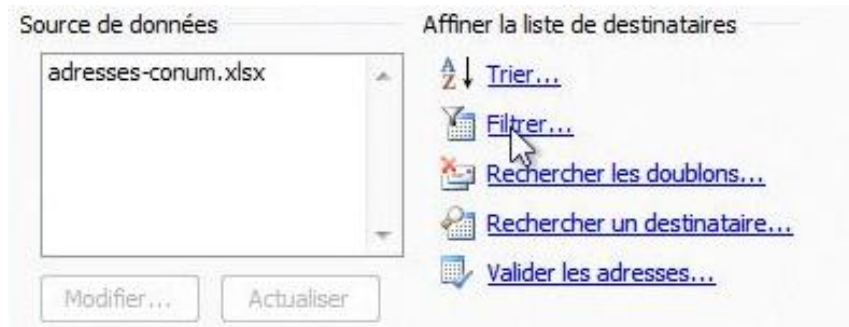 Source de données
adresses-conum.xlsx
Modifier...
Actualiser
Affiner la liste de destinataires
A
Z
Trier...
Filtrer...
Rechercher les doublons...
Rechercher un destinataire...
Valider les adresses...